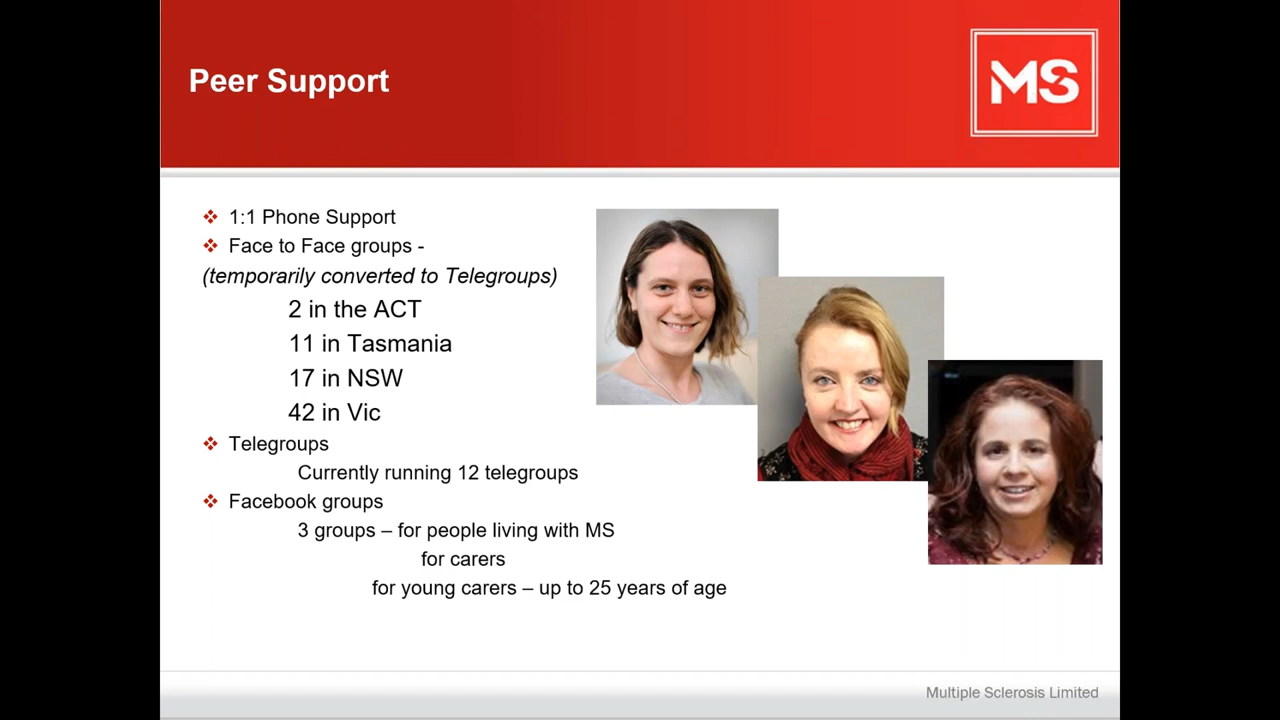 Peer Support
MS
❖ 1:1 Phone Support
❖ Face to Face groups -
(temporarily converted to Telegroups)
2 in the ACT
11 in Tasmania
17 in NSW
42 in Vic
❖ Telegroups
Currently running 12 telegroups
❖ Facebook groups
3 groups – for people living with MS
for carers
for young carers – up to 25 years of age
Multiple Sclerosis Limited